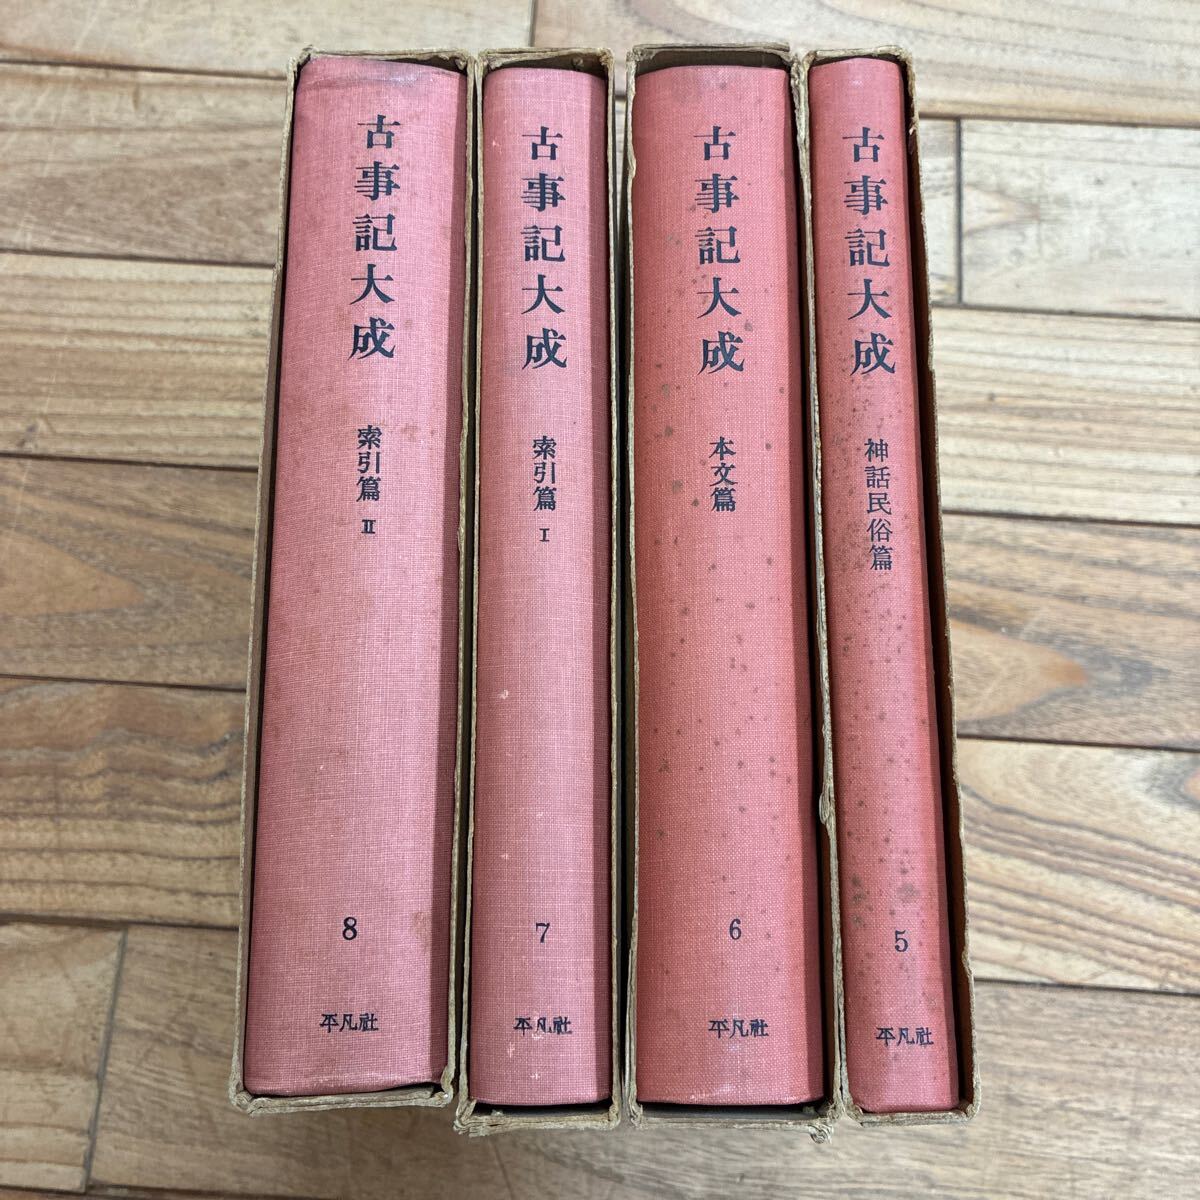 古事記大成
索引篇 Ⅱ
8
平凡社
古事記大成
索引篇 Ⅰ
7
平凡社
古事記大成
本文篇
6
平凡社
古事記大成
神話民俗篇
5
平凡社